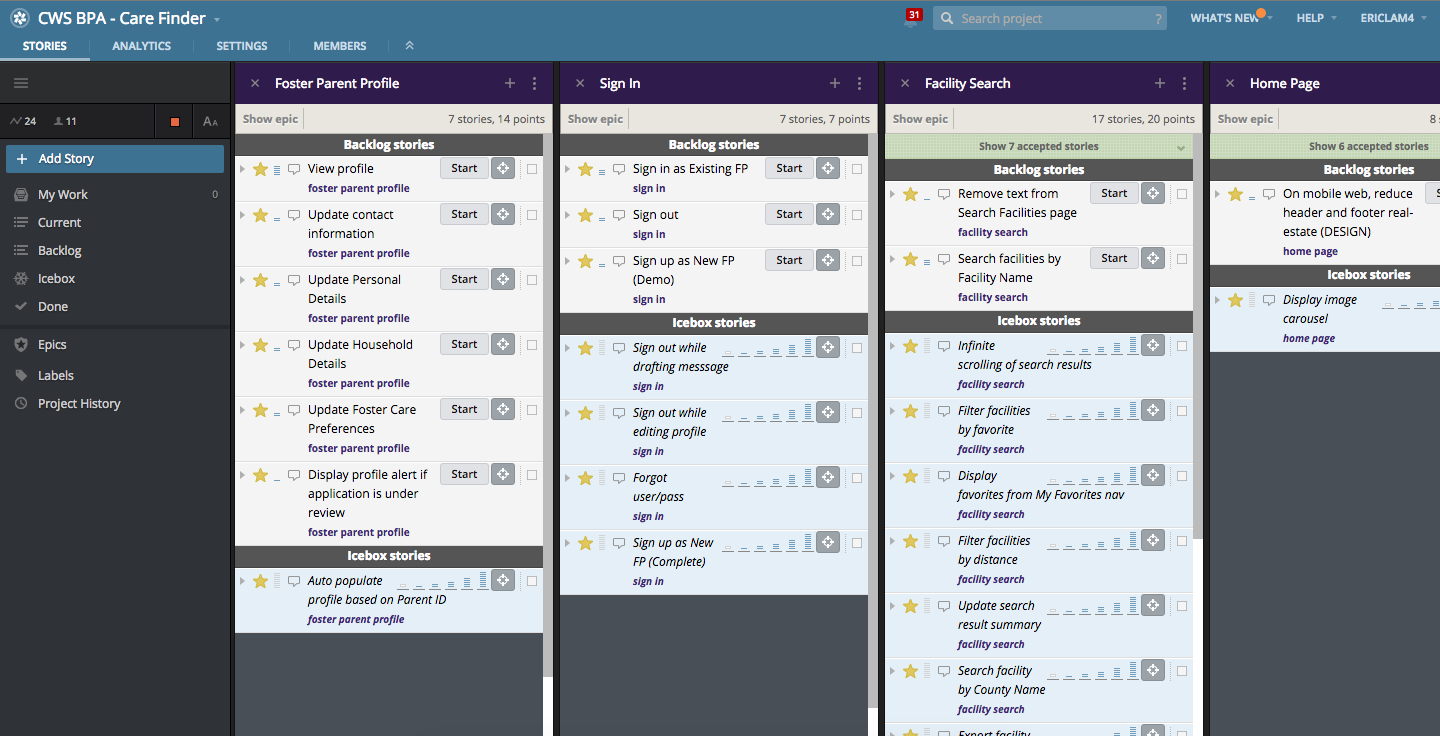 CWS BPA - Care Finder
31
Search project
?
WHAT'S NEW
HELP
ERICLAM4
STORIES
ANALYTICS
SETTINGS
MEMBERS
24
11
AA
+ Add Story
My Work 0
Current
Backlog
Icebox
Done
Epics
Labels
Project History
Foster Parent Profile
Show epic
7 stories, 14 points
Backlog stories
View profile
Start
foster parent profile
Update contact
Start
information
foster parent profile
Update Personal
Start
Details
foster parent profile
Update Household
Start
Details
foster parent profile
Update Foster Care
Start
Preferences
foster parent profile
Display profile alert if
Start
application is under
review
foster parent profile
Icebox stories
Auto populate
profile based on Parent ID
foster parent profile
Sign In
Show epic
7 stories, 7 points
Backlog stories
Sign in as Existing FP
Start
sign in
Sign out
Start
sign in
Sign up as New FP
Start
(Demo)
sign in
Icebox stories
Sign out while
drafting messsage
sign in
Sign out while
editing profile
sign in
Forgot
user/pass
sign in
Sign up as New
FP (Complete)
sign in
Facility Search
Show epic
17 stories, 20 points
Show 7 accepted stories
Backlog stories
Remove text from
Start
Search Facilities page
facility search
Search facilities by
Start
Facility Name
facility search
Icebox stories
Infinite
scrolling of search results
facility search
Filter facilities
by favorite
facility search
Display
favorites from My Favorites nav
facility search
Filter facilities
by distance
facility search
Update search
result summary
facility search
Search facility
by County Name
facility search
Export facility
Home Page
Show epic
8 s
Show 6 accepted stories
Backlog stories
On mobile web, reduce
S
header and footer real-
estate (DESIGN)
home page
Icebox stories
Display image
carousel
home page